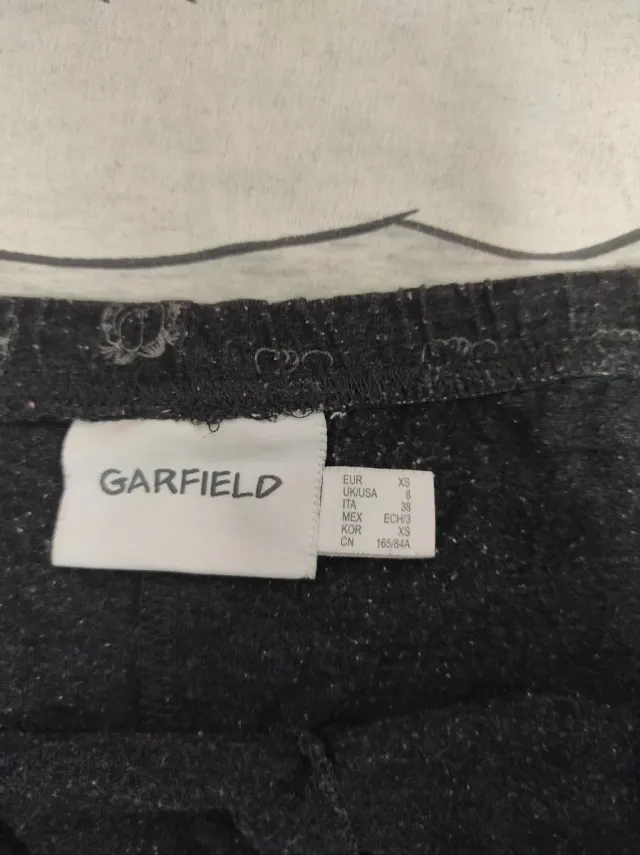 GARFIELD
EUR XS
UK/USA 8
ITA 38
MEX ECH/3
KOR XS
CN 165/84A